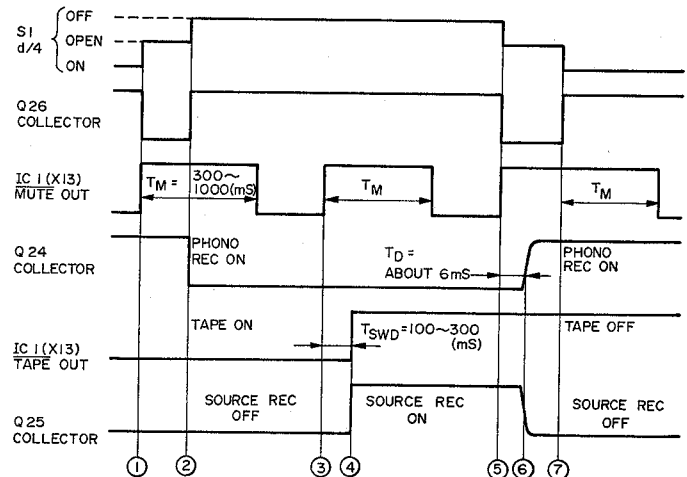 S1
d/4
OFF
OPEN
ON
Q26
COLLECTOR
IC 1 (X13)
MUTE OUT
TM = 300~
1000(mS)
TM
TM
Q24
COLLECTOR
PHONO
REC ON
TD =
ABOUT 6mS
PHONO
REC ON
TAPE ON
TSWD=100~300
(mS)
TAPE OFF
IC 1 (X13)
TAPE OUT
SOURCE REC
OFF
SOURCE REC
ON
SOURCE REC
OFF
Q25
COLLECTOR
① ② ③ ④ ⑤ ⑥ ⑦